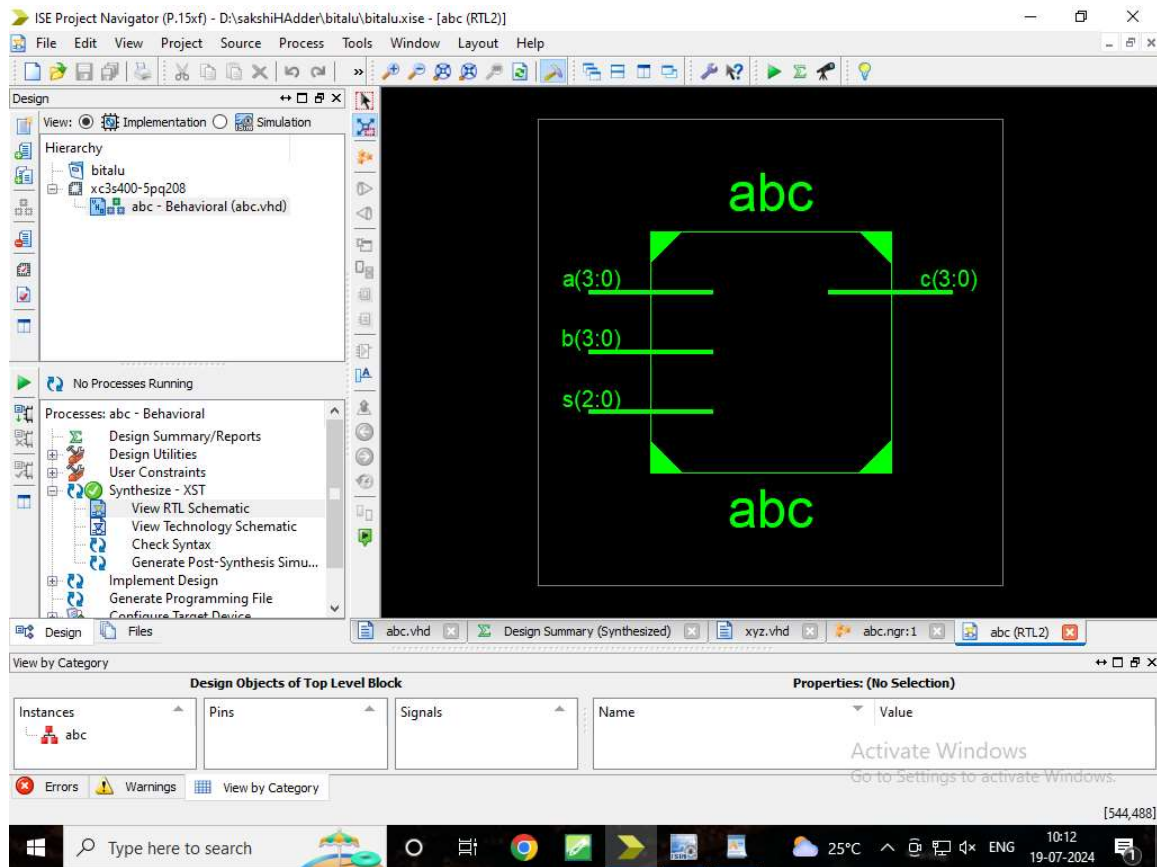 ISE Project Navigator (P.15xf) - D:\sakshiHAdder\bitalu\bitalu.xise - [abc (RTL2)]
File Edit View Project Source Process Tools Window Layout Help
»
Design
View: Implementation Simulation
Hierarchy
bitalu
xc3s400-5pq208
abc - Behavioral (abc.vhd)
No Processes Running
Processes: abc - Behavioral
Design Summary/Reports
Design Utilities
User Constraints
Synthesize - XST
View RTL Schematic
View Technology Schematic
Check Syntax
Generate Post-Synthesis Simu...
Implement Design
Generate Programming File
Configure Target Device
Design Files
abc
a(3:0) c(3:0)
b(3:0)
s(2:0)
abc
abc.vhd Design Summary (Synthesized) xyz.vhd abc.ngr:1 abc (RTL2)
View by Category
Design Objects of Top Level Block Properties: (No Selection)
Instances Pins Signals Name Value
abc
Activate Windows
Go to Settings to activate Windows.
Errors Warnings View by Category
[544,488]
Type here to search 25°C ENG 10:12
19-07-2024